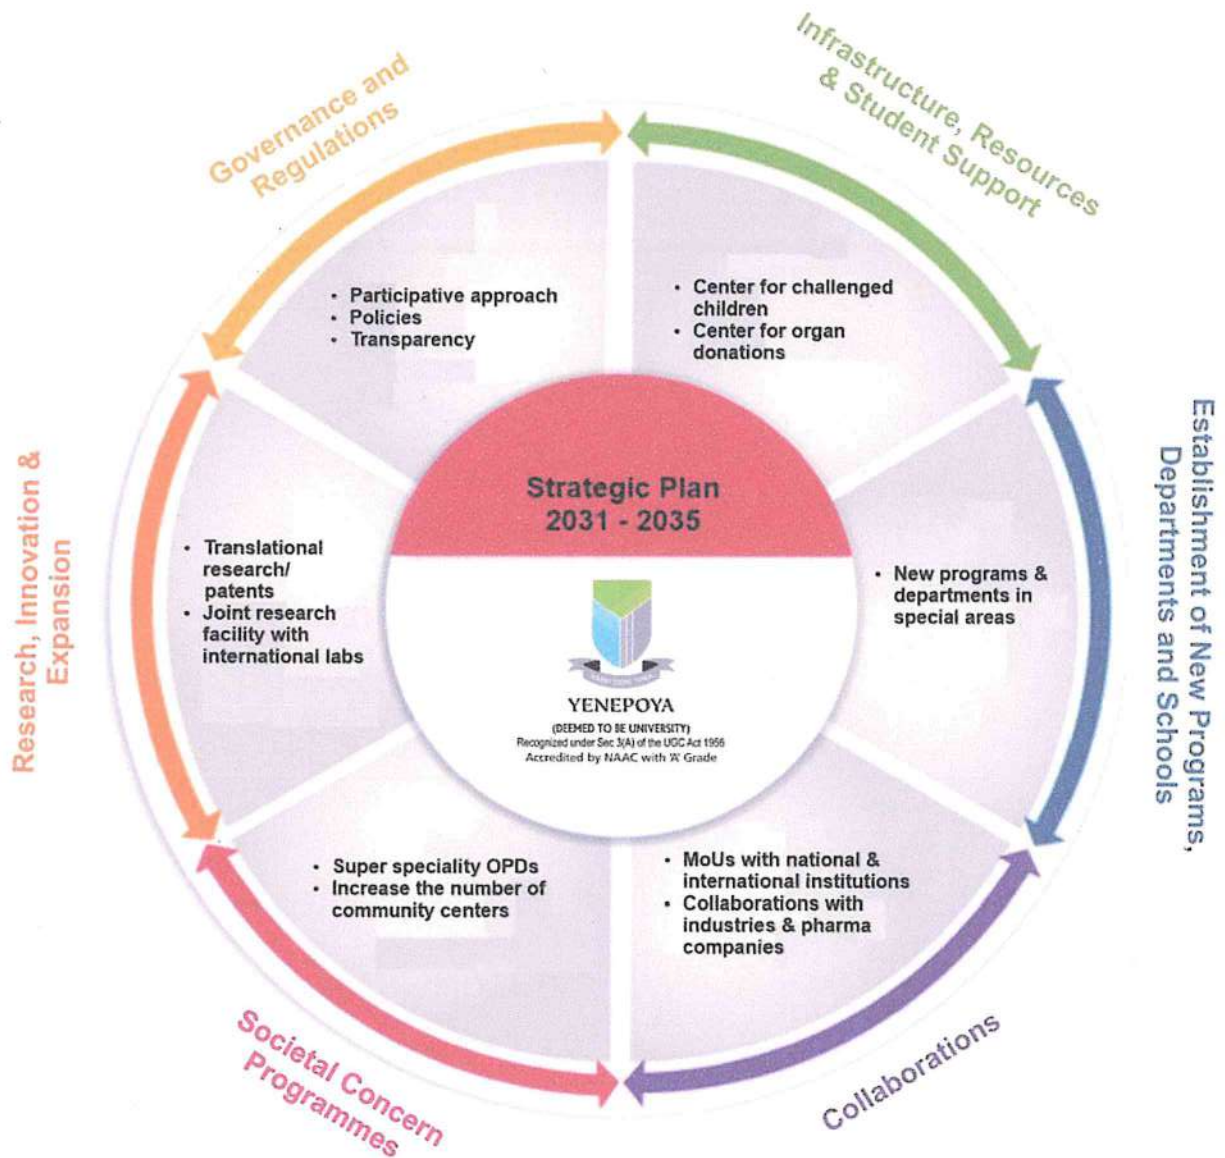 Governance and
Regulations
Infrastructure, Resources
& Student Support
• Participative approach
• Policies
• Transparency
• Center for challenged
children
• Center for organ
donations
Strategic Plan
2031 - 2035
Establishment of New Programs,
Departments and Schools
Research, Innovation &
Expansion
• Translational
research/
patents
• Joint research
facility with
international labs
• New programs &
departments in
special areas
YENEPOYA
(DEEMED TO BE UNIVERSITY)
Recognized under Sec 3(A) of the UGC Act 1956
Accredited by NAAC with 'A' Grade
• Super speciality OPDs
• Increase the number of
community centers
• MoUs with national &
international institutions
• Collaborations with
industries & pharma
companies
Societal Concern
Programmes
Collaborations